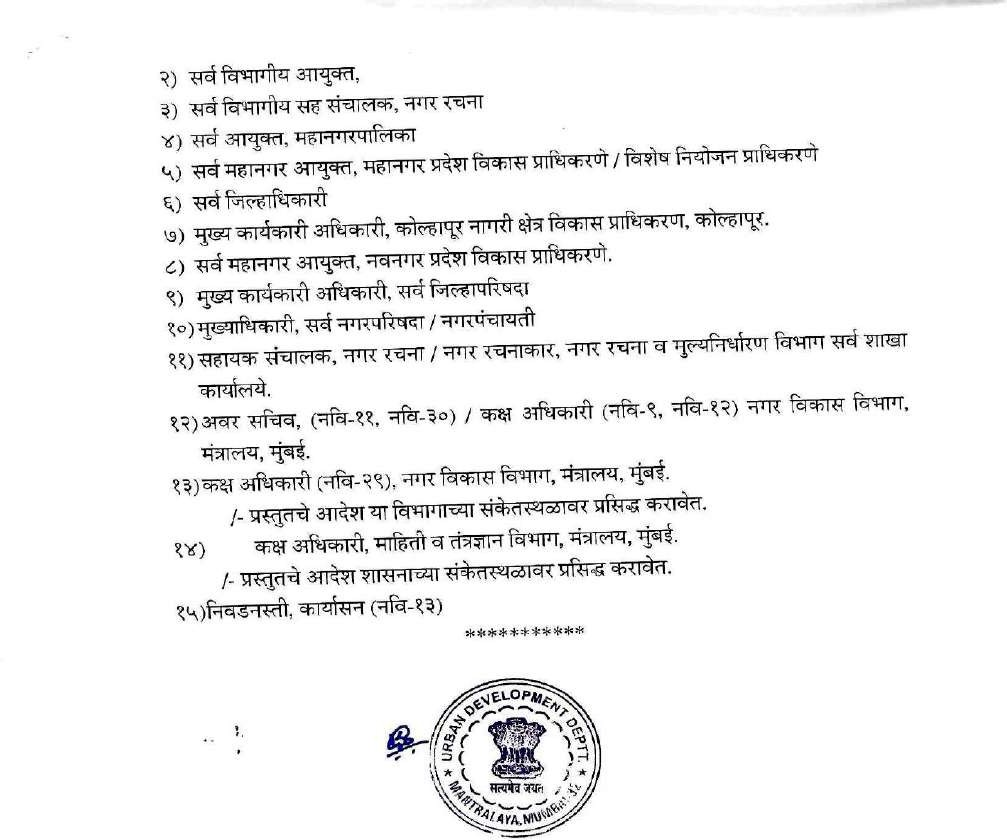 २) सर्व विभागीय आयुक्त,
३) सर्व विभागीय सह संचालक, नगर रचना
४) सर्व आयुक्त, महानगरपालिका
५) सर्व महानगर आयुक्त, महानगर प्रदेश विकास प्राधिकरणे / विशेष नियोजन प्राधिकरणे
६) सर्व जिल्हाधिकारी
७) मुख्य कार्यकारी अधिकारी, कोल्हापूर नागरी क्षेत्र विकास प्राधिकरण, कोल्हापूर.
८) सर्व महानगर आयुक्त, नवनगर प्रदेश विकास प्राधिकरणे.
९) मुख्य कार्यकारी अधिकारी, सर्व जिल्हापरिषदा
१०) मुख्याधिकारी, सर्व नगरपरिषदा / नगरपंचायती
११) सहायक संचालक, नगर रचना / नगर रचनाकार, नगर रचना व मुल्यनिर्धारण विभाग सर्व शाखा
कार्यालये.
१२) अवर सचिव, (नवि-११, नवि-३०) / कक्ष अधिकारी (नवि-९, नवि-१२) नगर विकास विभाग,
मंत्रालय, मुंबई.
१३) कक्ष अधिकारी (नवि-२९), नगर विकास विभाग, मंत्रालय, मुंबई.
/- प्रस्तुतचे आदेश या विभागाच्या संकेतस्थळावर प्रसिद्ध करावेत.
१४) कक्ष अधिकारी, माहिती व तंत्रज्ञान विभाग, मंत्रालय, मुंबई.
/- प्रस्तुतचे आदेश शासनाच्या संकेतस्थळावर प्रसिद्ध करावेत.
१५) निवडनस्ती, कार्यासन (नवि-१३)
***********
URBAN DEVELOPMENT DEPTT.
सत्यमेव जयते
* MANTRALAYA, MUMBAI-32 *